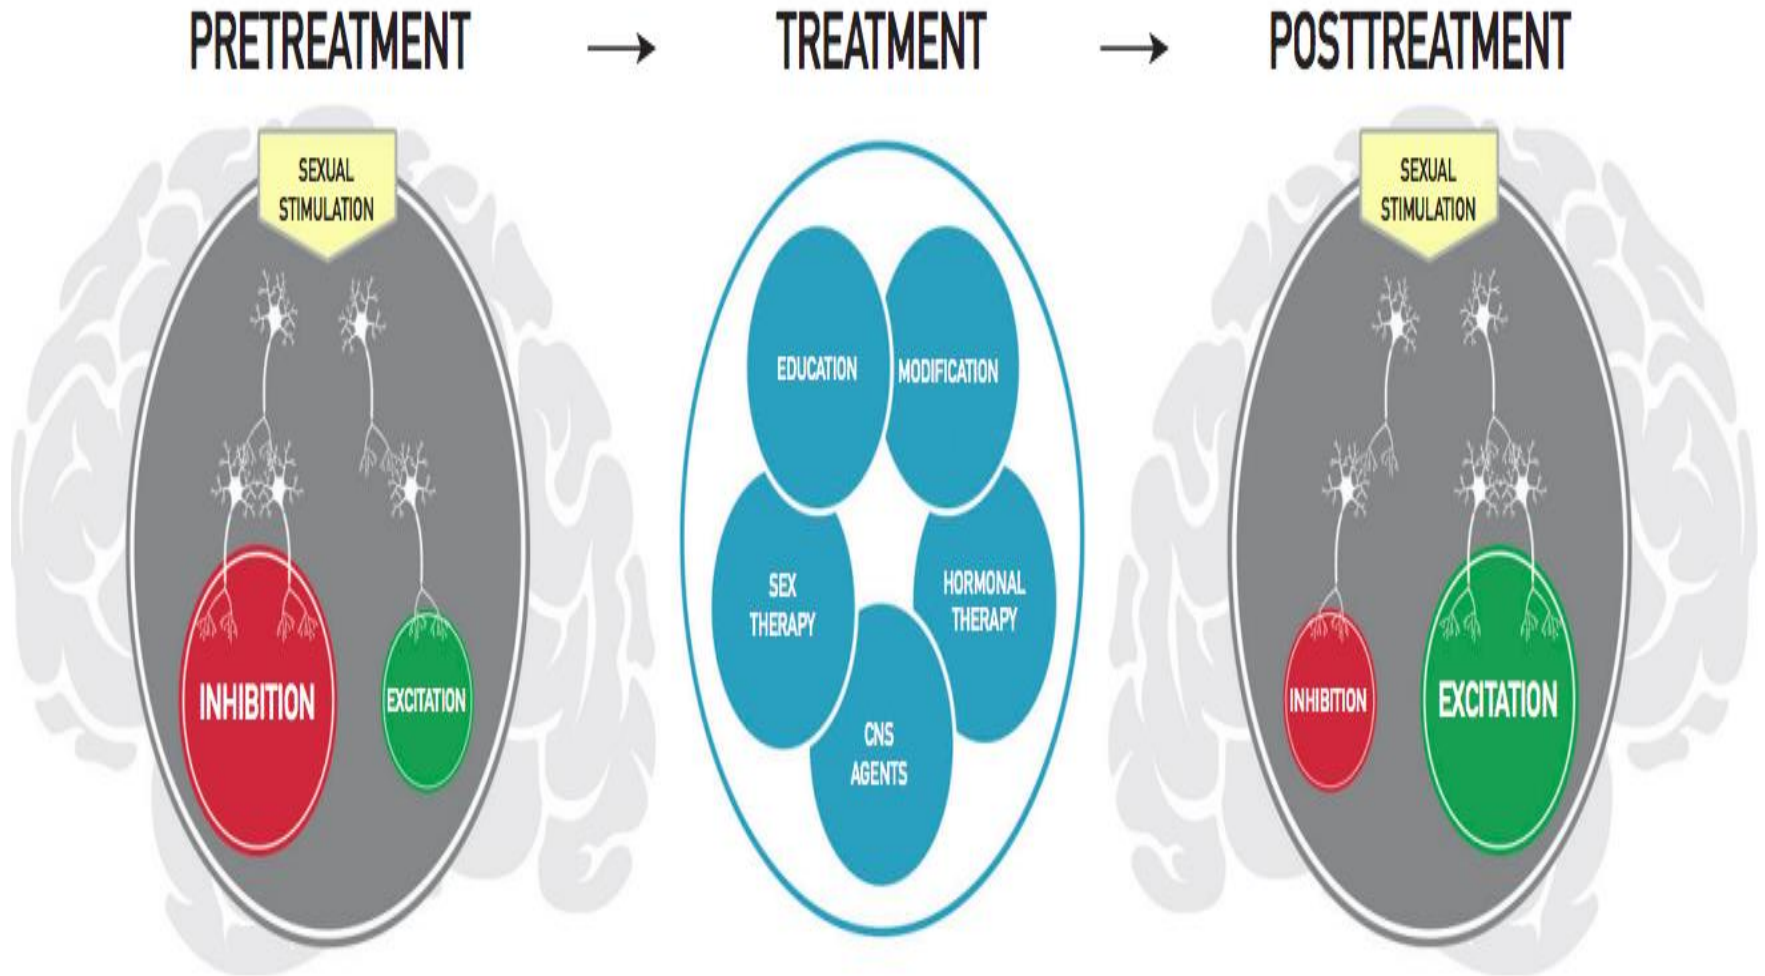 PRETREATMENT → TREATMENT → POSTTREATMENT
SEXUAL
STIMULATION
INHIBITION
EXCITATION
EDUCATION
MODIFICATION
SEX
THERAPY
HORMONAL
THERAPY
CNS
AGENTS
SEXUAL
STIMULATION
INHIBITION
EXCITATION